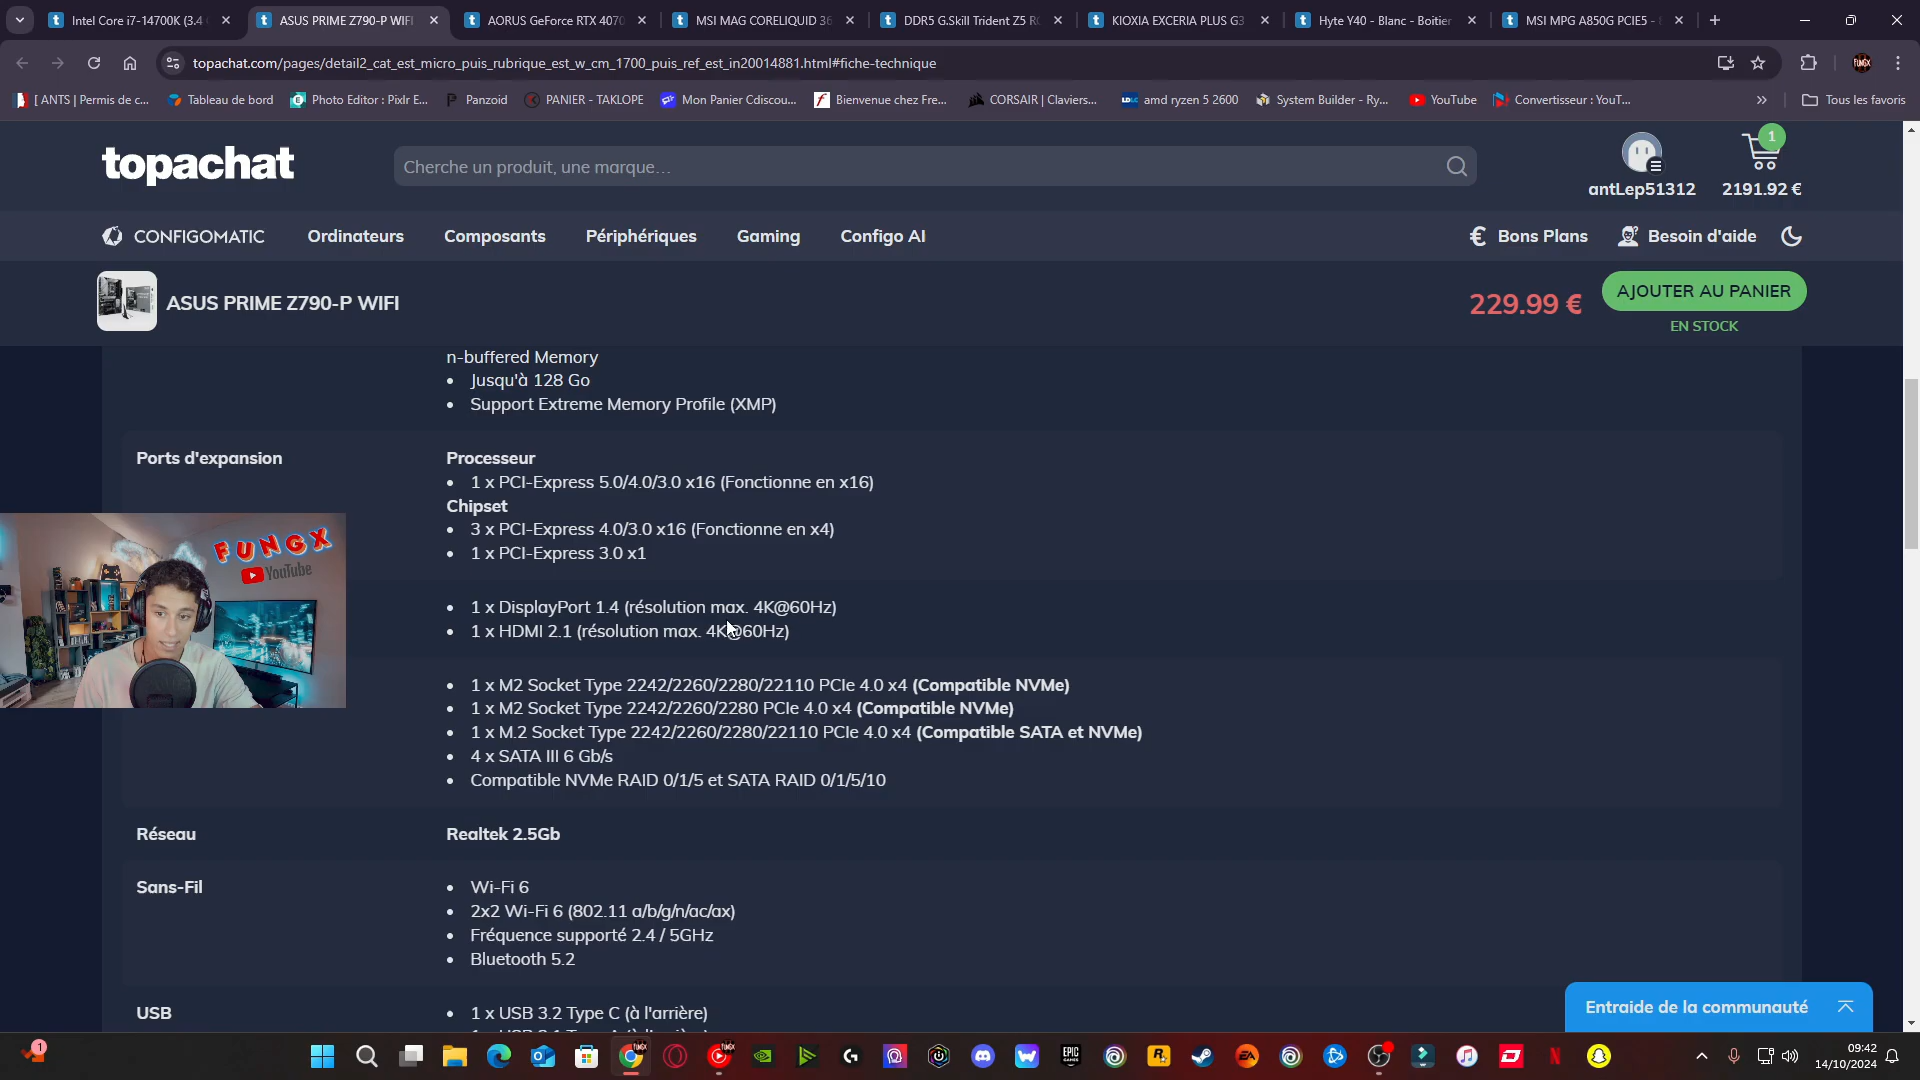 Intel Core i7-14700K (3.4
ASUS PRIME Z790-P WIFI
AORUS GeForce RTX 4070
MSI MAG CORELIQUID 36
DDR5 G.Skill Trident Z5 RG
KIOXIA EXCERIA PLUS G3
Hyte Y40 - Blanc - Boitier
MSI MPG A850G PCIE5 -
topachat.com/pages/detail2_cat_est_micro_puis_rubrique_est_w_cm_1700_puis_ref_est_in20014881.html#fiche-technique
[ ANTS | Permis de c...
Tableau de bord
Photo Editor : Pixlr E...
Panzoid
PANIER - TAKLOPE
Mon Panier Cdiscou...
Bienvenue chez Fre...
CORSAIR | Claviers...
amd ryzen 5 2600
System Builder - Ry...
YouTube
Convertisseur : YouT...
Tous les favoris
topachat
Cherche un produit, une marque...
1
antLep51312
2191.92 €
CONFIGOMATIC
Ordinateurs
Composants
Périphériques
Gaming
Configo AI
€ Bons Plans
Besoin d'aide
ASUS PRIME Z790-P WIFI
229.99 €
AJOUTER AU PANIER
EN STOCK
n-buffered Memory
• Jusqu'à 128 Go
• Support Extreme Memory Profile (XMP)
Ports d'expansion
Processeur
• 1 x PCI-Express 5.0/4.0/3.0 x16 (Fonctionne en x16)
Chipset
• 3 x PCI-Express 4.0/3.0 x16 (Fonctionne en x4)
• 1 x PCI-Express 3.0 x1
FUNGX
YouTube
• 1 x DisplayPort 1.4 (résolution max. 4K@60Hz)
• 1 x HDMI 2.1 (résolution max. 4K@60Hz)
• 1 x M2 Socket Type 2242/2260/2280/22110 PCIe 4.0 x4 (Compatible NVMe)
• 1 x M2 Socket Type 2242/2260/2280 PCIe 4.0 x4 (Compatible NVMe)
• 1 x M.2 Socket Type 2242/2260/2280/22110 PCIe 4.0 x4 (Compatible SATA et NVMe)
• 4 x SATA III 6 Gb/s
• Compatible NVMe RAID 0/1/5 et SATA RAID 0/1/5/10
Réseau
Realtek 2.5Gb
Sans-Fil
• Wi-Fi 6
• 2x2 Wi-Fi 6 (802.11 a/b/g/n/ac/ax)
• Fréquence supporté 2.4 / 5GHz
• Bluetooth 5.2
USB
• 1 x USB 3.2 Type C (à l'arrière)
Entraide de la communauté
1
EPIC
09:42
14/10/2024